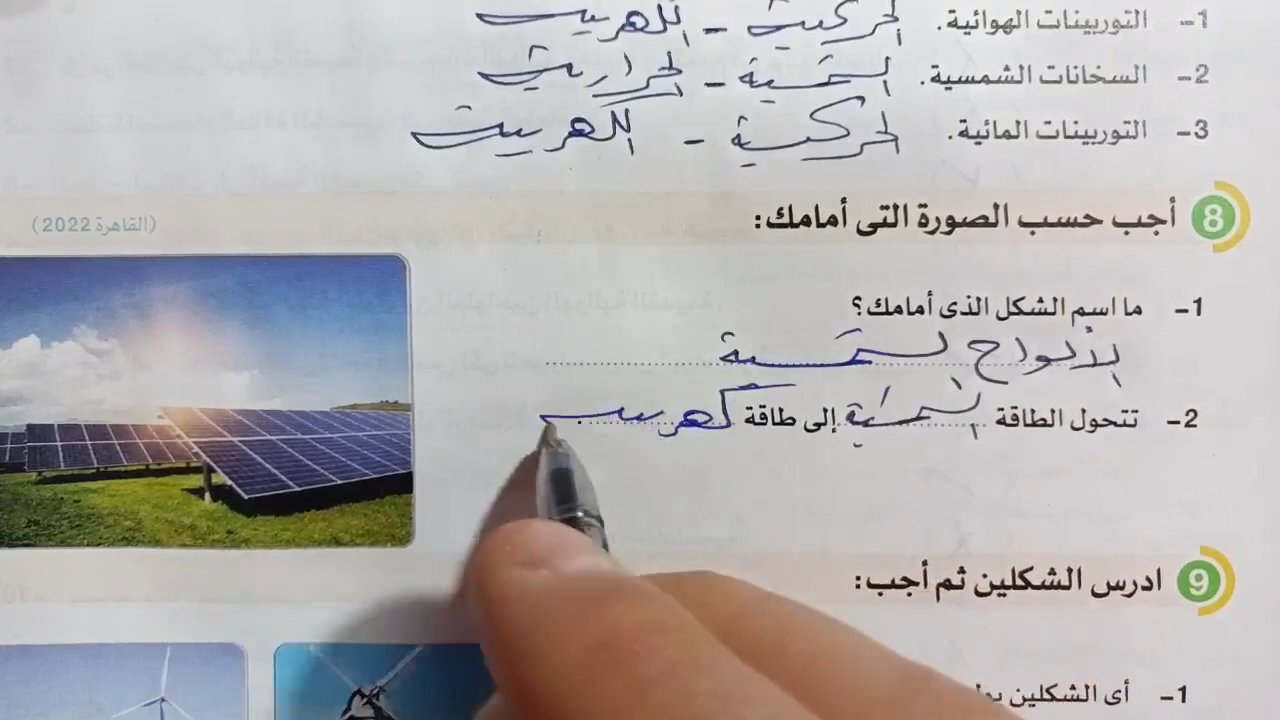 1- التوربينات الهوائية. الحركية - الكهربية
2- السخانات الشمسية. الشمسية - الحرارية
3- التوربينات المائية. الحركية - الكهربية
8 أجب حسب الصورة التى أمامك:
(القاهرة 2022)
1- ما اسم الشكل الذى أمامك؟
الألواح الشمسية
2- تتحول الطاقة الشمسية إلى طاقة كهربية .
9 ادرس الشكلين ثم أجب:
1- أى الشكلين